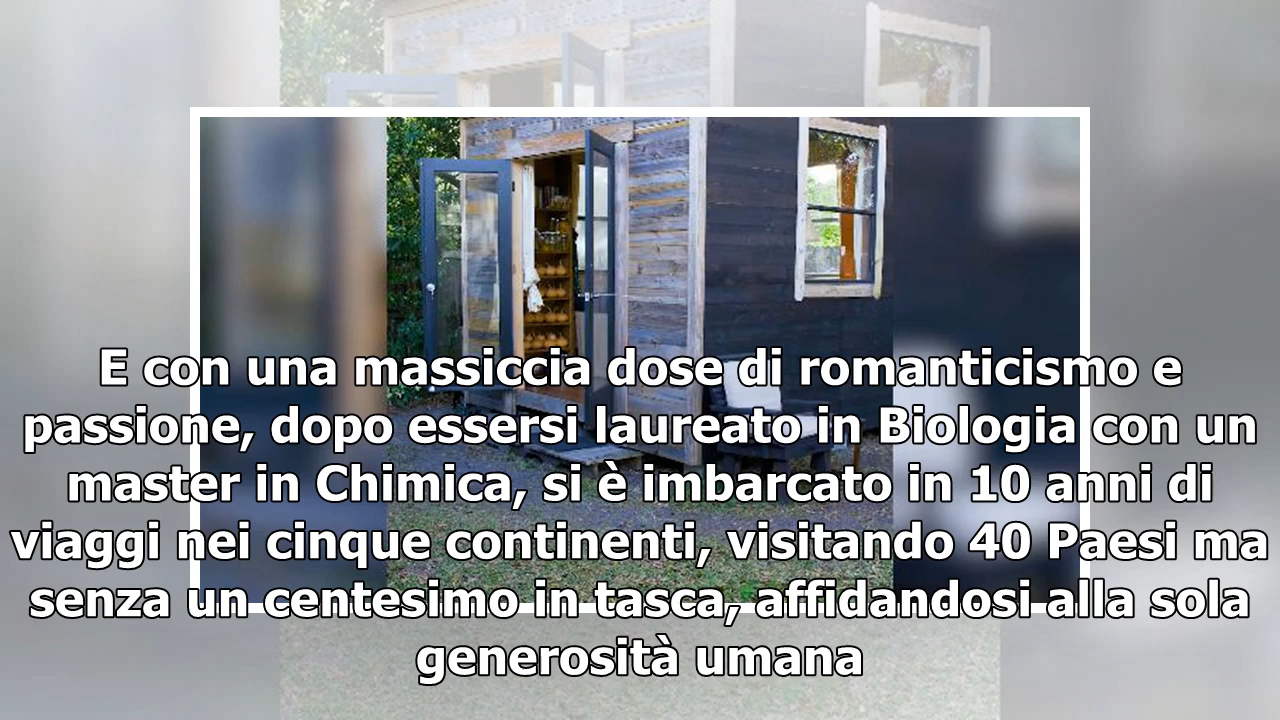 E con una massiccia dose di romanticismo e
passione, dopo essersi laureato in Biologia con un
master in Chimica, si è imbarcato in 10 anni di
viaggi nei cinque continenti, visitando 40 Paesi ma
senza un centesimo in tasca, affidandosi alla sola
generosità umana